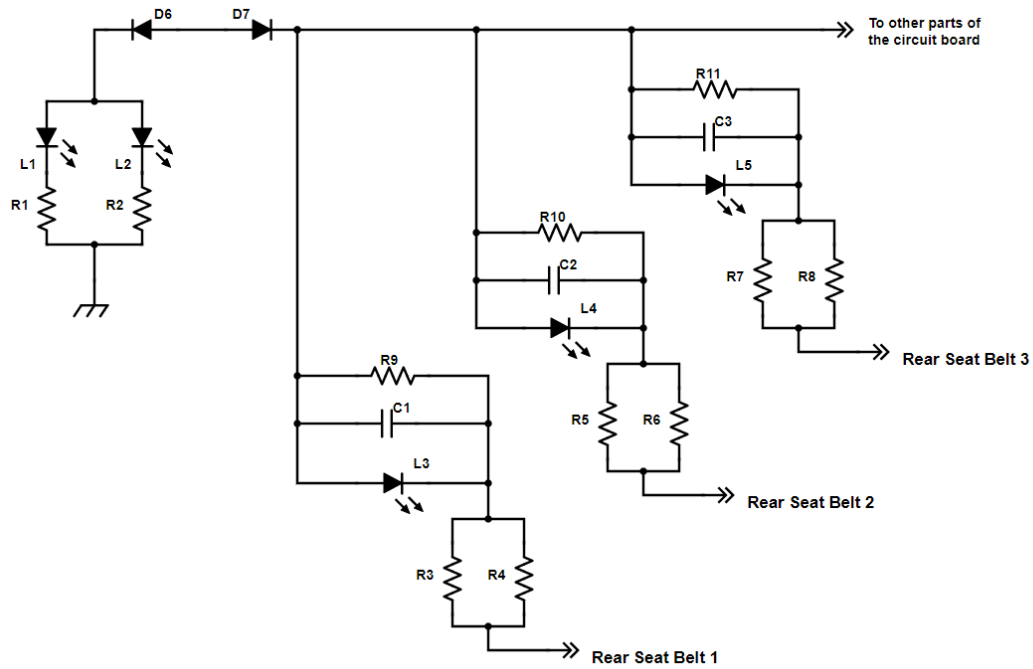 D6
D7
To other parts of
the circuit board
R11
C3
L5
L1
L2
R1
R2
R10
C2
L4
R7
R8
Rear Seat Belt 3
R9
C1
L3
R5
R6
Rear Seat Belt 2
R3
R4
Rear Seat Belt 1